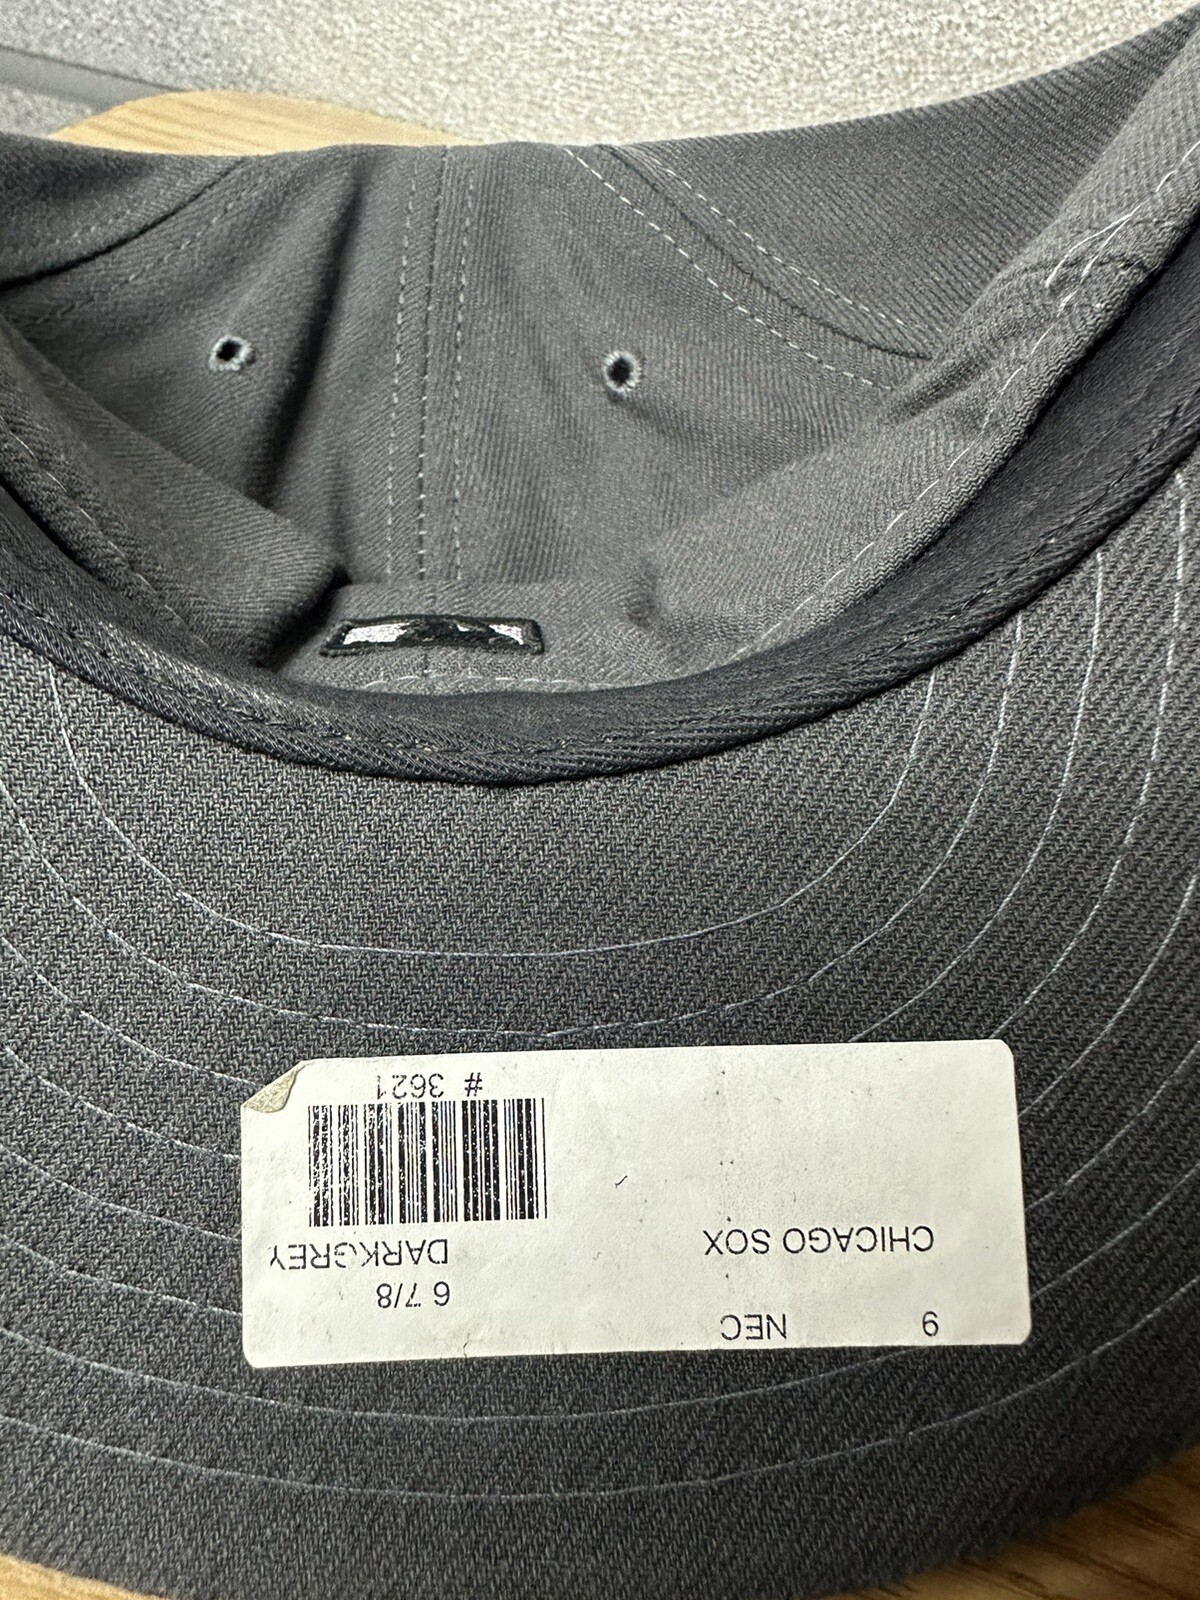 9 NEC
6 7/8
CHICAGO SOX DARKGREY
# 3621